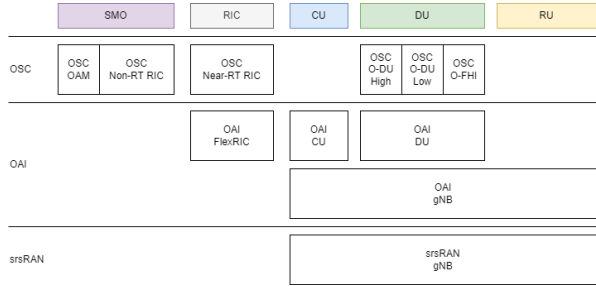 SMO RIC CU DU RU
OSC
OSC
OAM
OSC
Non-RT RIC
OSC
Near-RT RIC
OSC
O-DU
High
OSC
O-DU
Low
OSC
O-FHI
OAI
OAI
FlexRIC
OAI
CU
OAI
DU
OAI
gNB
srsRAN
srsRAN
gNB